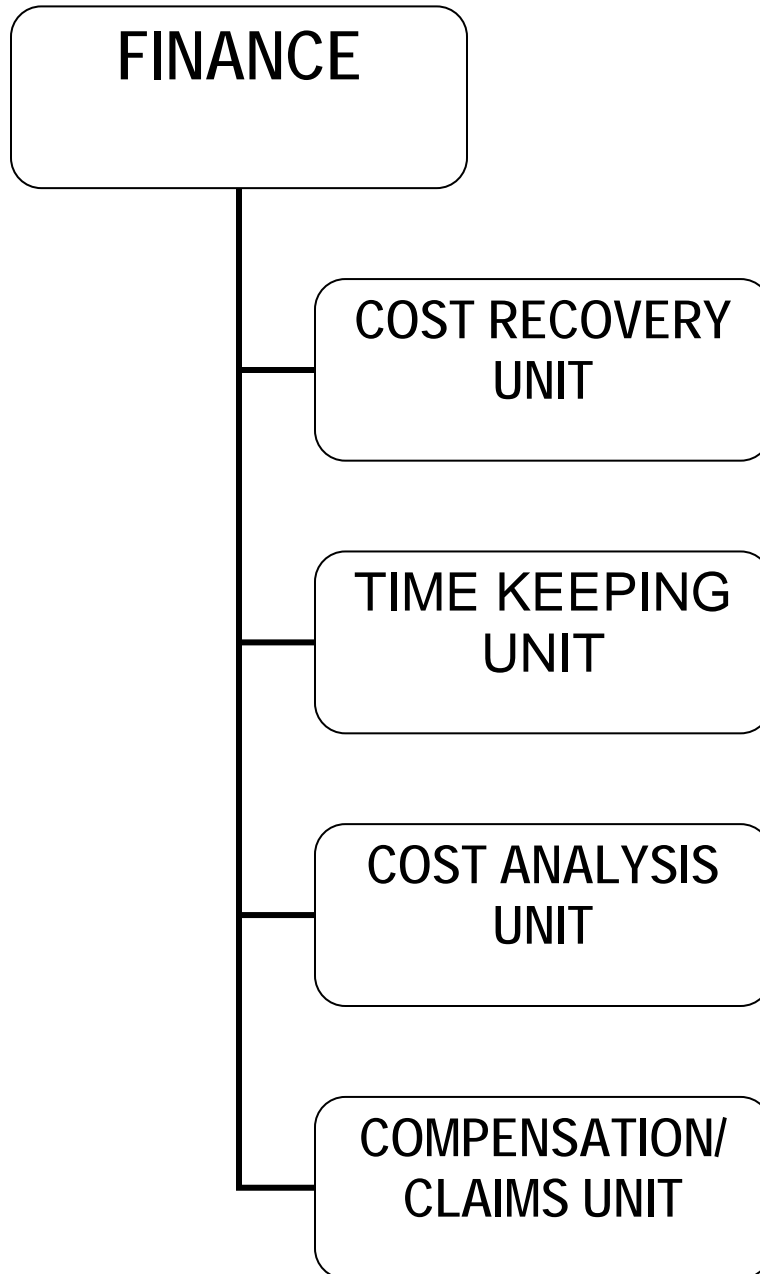 FINANCE
COST RECOVERY
UNIT
TIME KEEPING
UNIT
COST ANALYSIS
UNIT
COMPENSATION/
CLAIMS UNIT